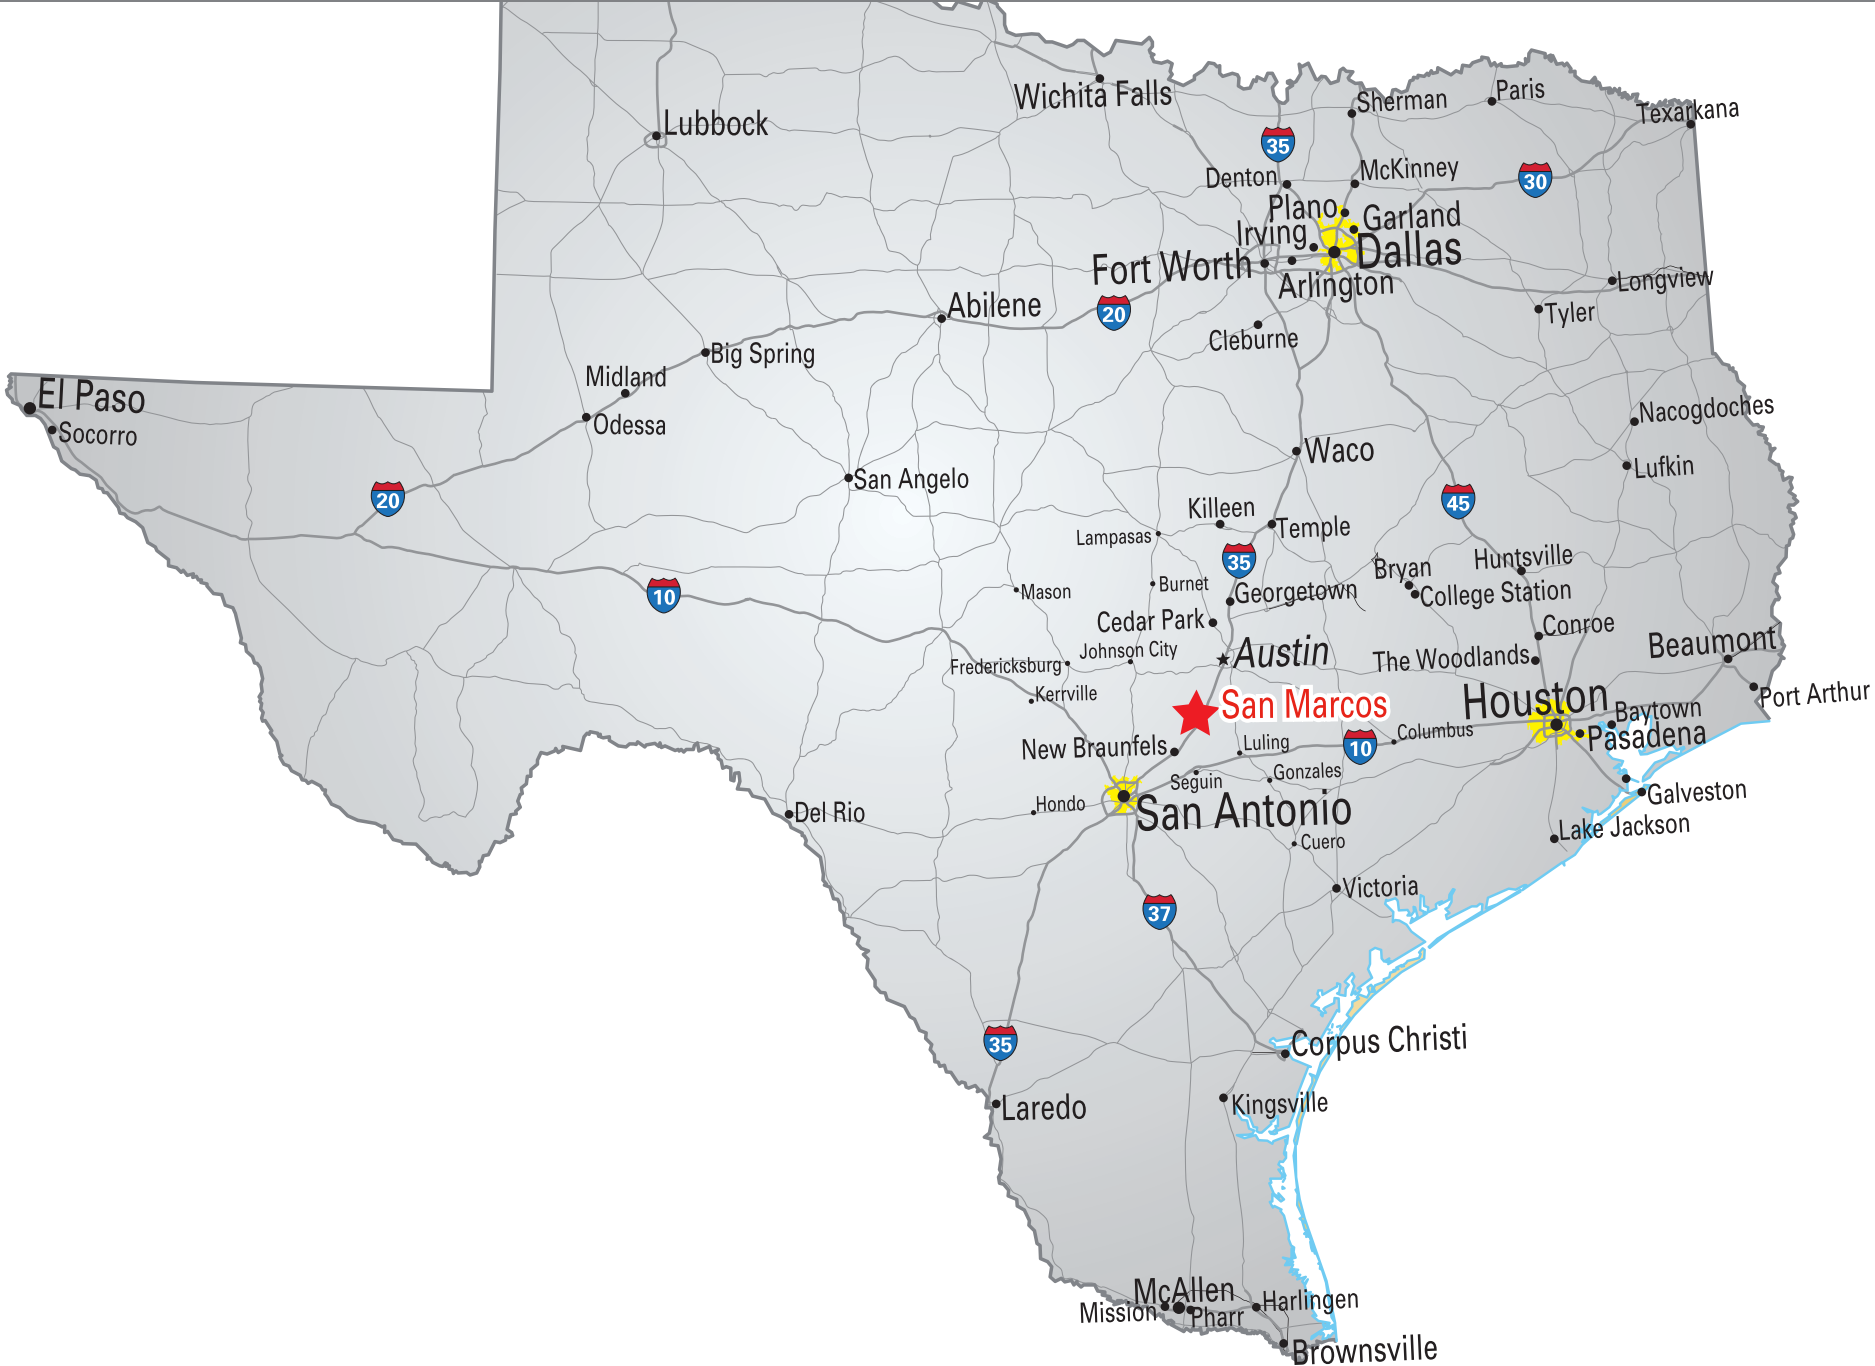 Wichita Falls
Sherman
Paris
Texarkana
Lubbock
35
Denton
McKinney
30
Plano
Garland
Irving
Dallas
Fort Worth
Arlington
Longview
Abilene
20
Tyler
Cleburne
Big Spring
Midland
El Paso
Odessa
Nacogdoches
Socorro
Waco
Lufkin
San Angelo
20
45
Killeen
Temple
Lampasas
35
Huntsville
Bryan
Burnet
Mason
10
Georgetown
College Station
Cedar Park
Conroe
Beaumont
Johnson City
Austin
The Woodlands
Fredericksburg
Kerrville
Port Arthur
San Marcos
Houston
Baytown
Columbus
Pasadena
New Braunfels
Luling
10
Seguin
Gonzales
Galveston
Hondo
San Antonio
Del Rio
Lake Jackson
Cuero
Victoria
37
35
Corpus Christi
Laredo
Kingsville
McAllen
Mission
Pharr
Harlingen
Brownsville